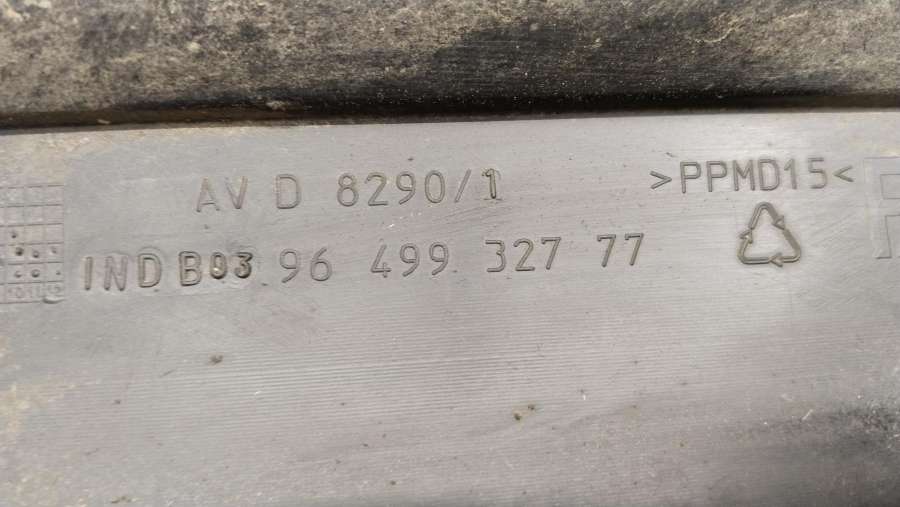 AV D 8290/1 >PPMD15<
IND B03 96 499 327 77